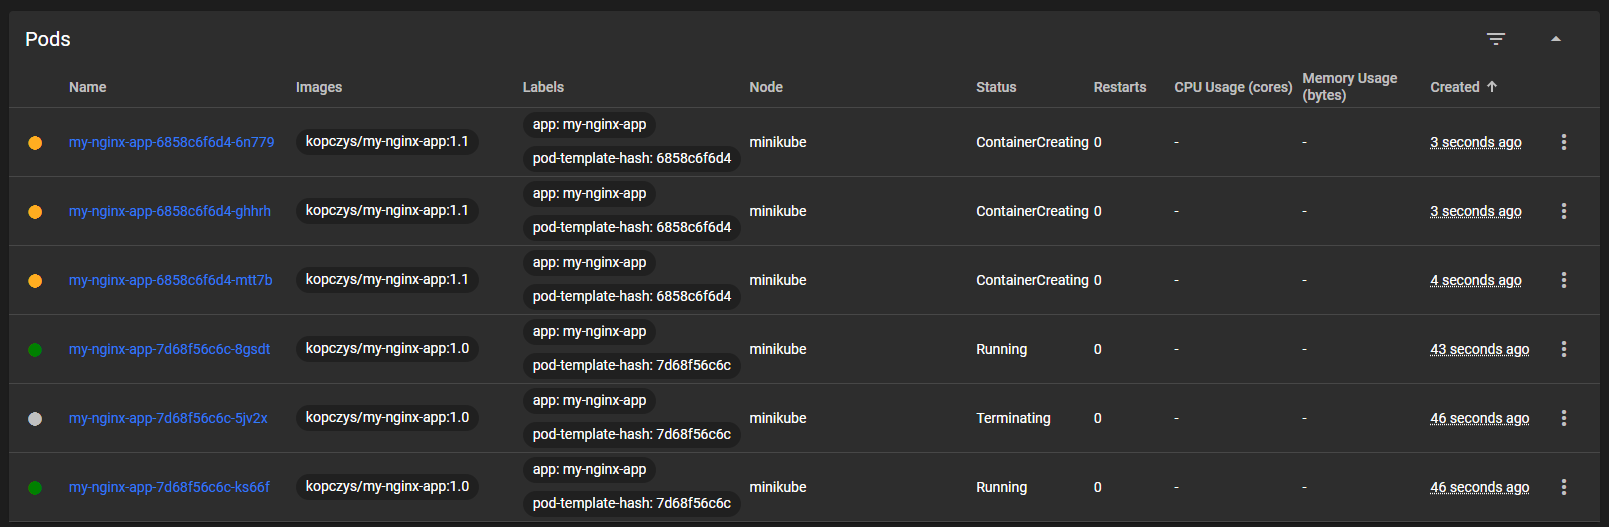 Pods
Name Images Labels Node Status Restarts CPU Usage (cores) Memory Usage (bytes) Created
my-nginx-app-6858c6f6d4-6n779 kopczys/my-nginx-app:1.1 app: my-nginx-app pod-template-hash: 6858c6f6d4 minikube ContainerCreating 0 - - 3 seconds ago
my-nginx-app-6858c6f6d4-ghhrh kopczys/my-nginx-app:1.1 app: my-nginx-app pod-template-hash: 6858c6f6d4 minikube ContainerCreating 0 - - 3 seconds ago
my-nginx-app-6858c6f6d4-mtt7b kopczys/my-nginx-app:1.1 app: my-nginx-app pod-template-hash: 6858c6f6d4 minikube ContainerCreating 0 - - 4 seconds ago
my-nginx-app-7d68f56c6c-8gsdt kopczys/my-nginx-app:1.0 app: my-nginx-app pod-template-hash: 7d68f56c6c minikube Running 0 - - 43 seconds ago
my-nginx-app-7d68f56c6c-5jv2x kopczys/my-nginx-app:1.0 app: my-nginx-app pod-template-hash: 7d68f56c6c minikube Terminating 0 - - 46 seconds ago
my-nginx-app-7d68f56c6c-ks66f kopczys/my-nginx-app:1.0 app: my-nginx-app pod-template-hash: 7d68f56c6c minikube Running 0 - - 46 seconds ago